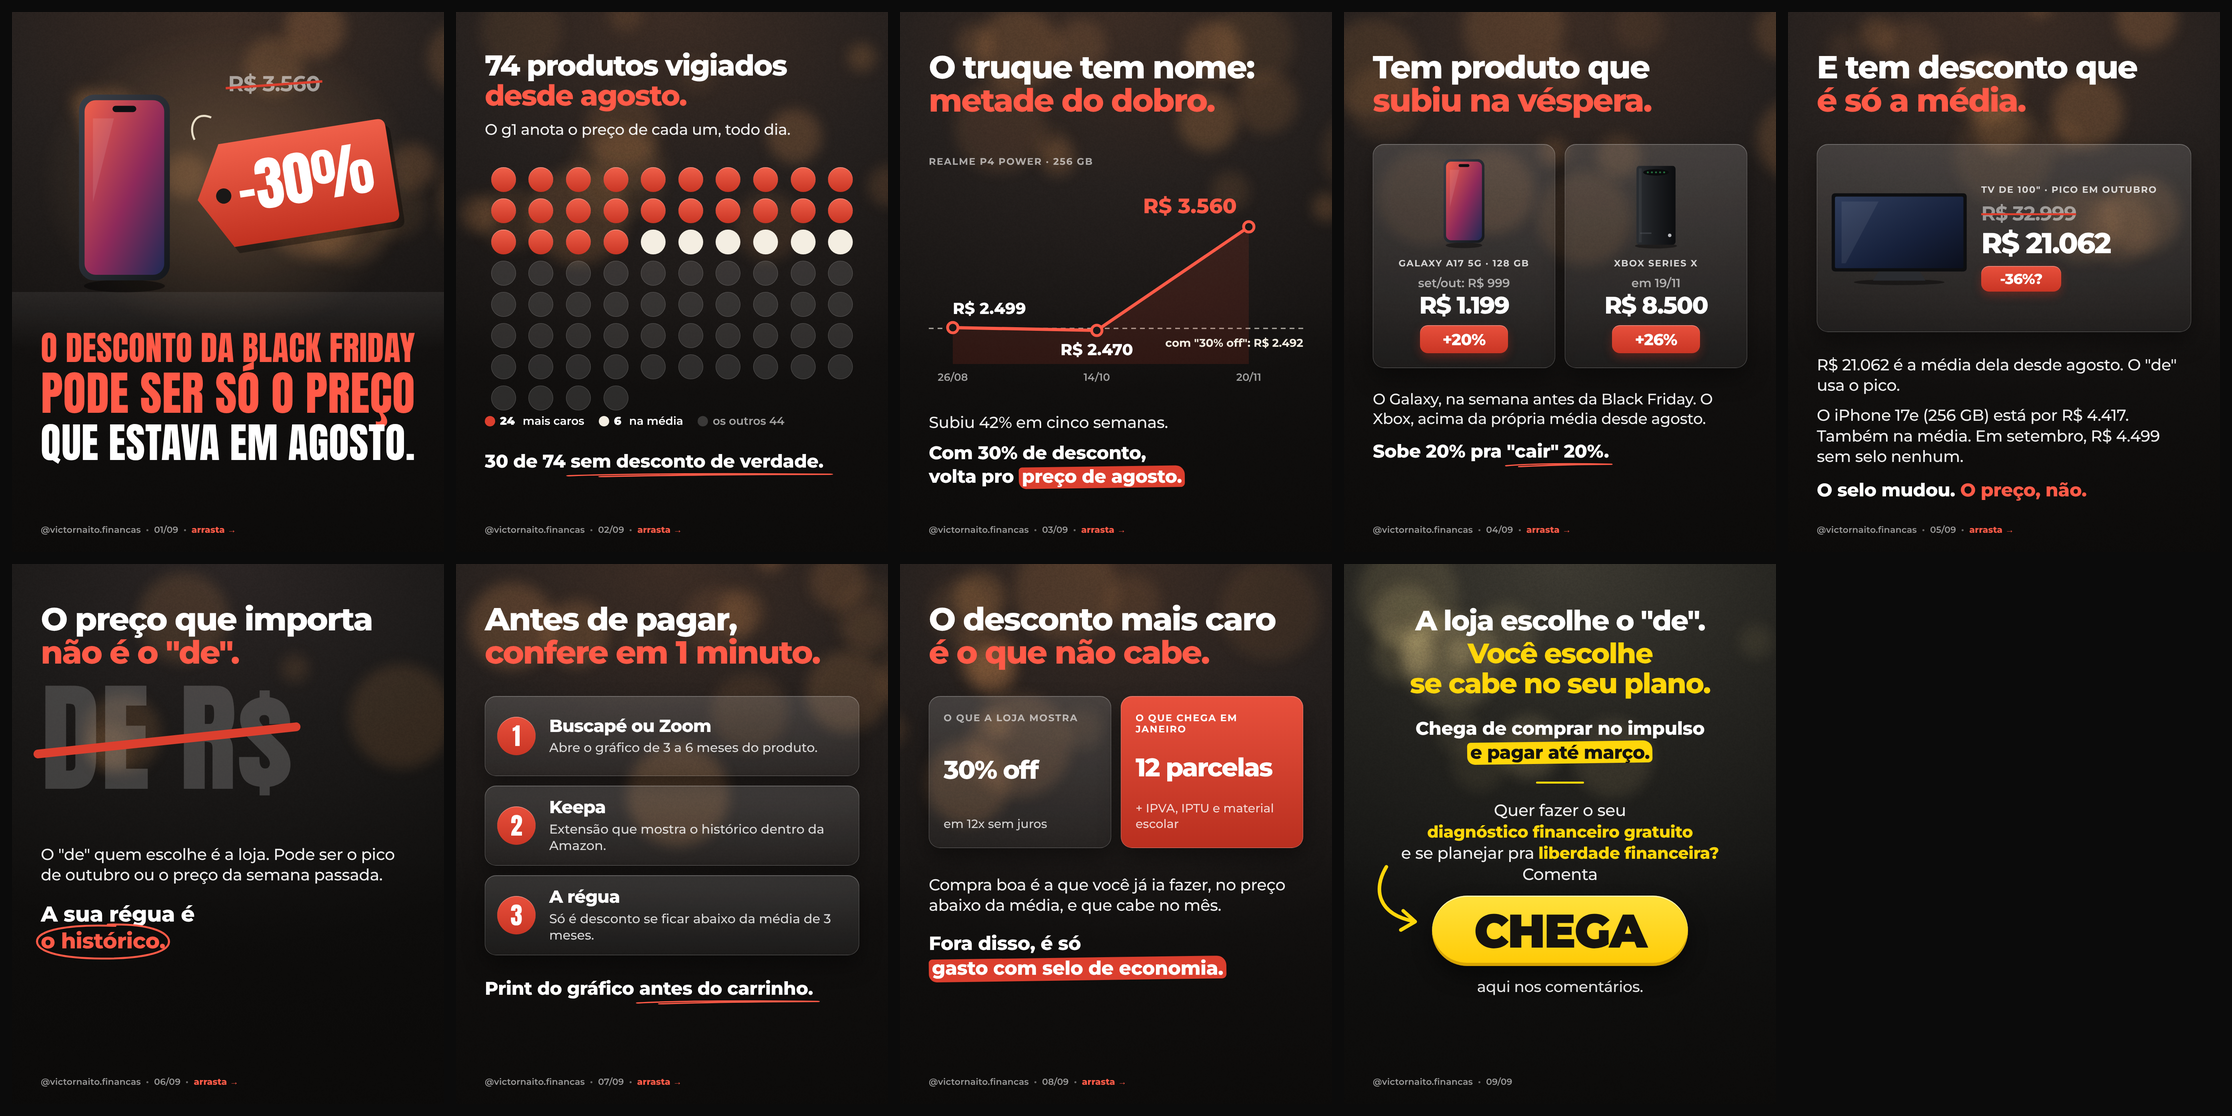 R$ 3.560
-30%
O DESCONTO DA BLACK FRIDAY
PODE SER SÓ O PREÇO
QUE ESTAVA EM AGOSTO.
@victornaito.financas • 01/09 • arrasta →
74 produtos vigiados
desde agosto.
O g1 anota o preço de cada um, todo dia.
24 mais caros 6 na média os outros 44
30 de 74 sem desconto de verdade.
@victornaito.financas • 02/09 • arrasta →
O truque tem nome:
metade do dobro.
REALME P4 POWER · 256 GB
R$ 3.560
R$ 2.499
R$ 2.470
com "30% off": R$ 2.492
26/08 14/10 20/11
Subiu 42% em cinco semanas.
Com 30% de desconto,
volta pro preço de agosto.
@victornaito.financas • 03/09 • arrasta →
Tem produto que
subiu na véspera.
GALAXY A17 5G · 128 GB
set/out: R$ 999
R$ 1.199
+20%
XBOX SERIES X
em 19/11
R$ 8.500
+26%
O Galaxy, na semana antes da Black Friday. O
Xbox, acima da própria média desde agosto.
Sobe 20% pra "cair" 20%.
@victornaito.financas • 04/09 • arrasta →
E tem desconto que
é só a média.
TV DE 100" · PICO EM OUTUBRO
R$ 32.999
R$ 21.062
-36%?
R$ 21.062 é a média dela desde agosto. O "de"
usa o pico.
O iPhone 17e (256 GB) está por R$ 4.417.
Também na média. Em setembro, R$ 4.499
sem selo nenhum.
O selo mudou. O preço, não.
@victornaito.financas • 05/09 • arrasta →
O preço que importa
não é o "de".
DE R$
O "de" quem escolhe é a loja. Pode ser o pico
de outubro ou o preço da semana passada.
A sua régua é
o histórico.
@victornaito.financas • 06/09 • arrasta →
Antes de pagar,
confere em 1 minuto.
1
Buscapé ou Zoom
Abre o gráfico de 3 a 6 meses do produto.
2
Keepa
Extensão que mostra o histórico dentro da
Amazon.
3
A régua
Só é desconto se ficar abaixo da média de 3
meses.
Print do gráfico antes do carrinho.
@victornaito.financas • 07/09 • arrasta →
O desconto mais caro
é o que não cabe.
O QUE A LOJA MOSTRA
30% off
em 12x sem juros
O QUE CHEGA EM
JANEIRO
12 parcelas
+ IPVA, IPTU e material
escolar
Compra boa é a que você já ia fazer, no preço
abaixo da média, e que cabe no mês.
Fora disso, é só
gasto com selo de economia.
@victornaito.financas • 08/09 • arrasta →
A loja escolhe o "de".
Você escolhe
se cabe no seu plano.
Chega de comprar no impulso
e pagar até março.
Quer fazer o seu
diagnóstico financeiro gratuito
e se planejar pra liberdade financeira?
Comenta
CHEGA
aqui nos comentários.
@victornaito.financas • 09/09